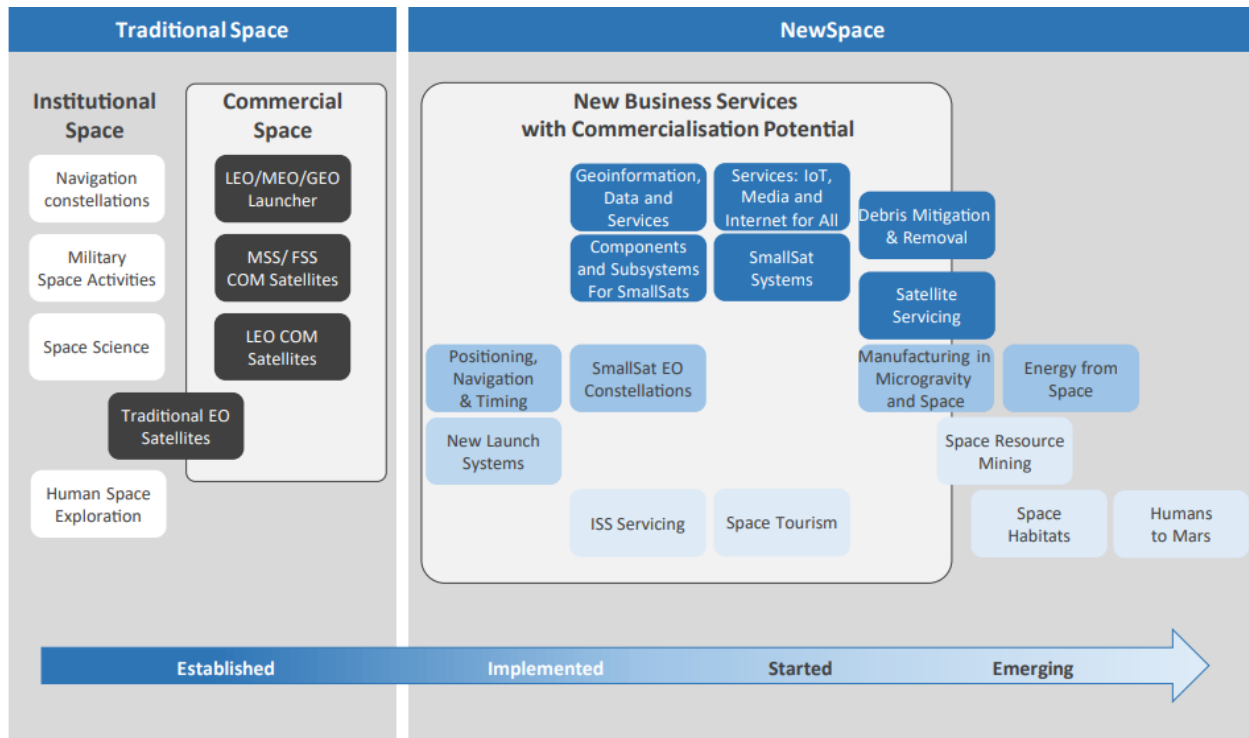 Traditional Space
NewSpace
Institutional
Space
Commercial
Space
Navigation
constellations
Military
Space Activities
Space Science
Human Space
Exploration
LEO/MEO/GEO
Launcher
MSS/ FSS
COM Satellites
LEO COM
Satellites
Traditional EO
Satellites
New Business Services
with Commercialisation Potential
Geoinformation,
Data and
Services
Services: IoT,
Media and
Internet for All
Debris Mitigation
& Removal
Components
and Subsystems
For SmallSats
SmallSat
Systems
Satellite
Servicing
Positioning,
Navigation
& Timing
SmallSat EO
Constellations
Manufacturing in
Microgravity
and Space
Energy from
Space
New Launch
Systems
Space Resource
Mining
ISS Servicing
Space Tourism
Space
Habitats
Humans
to Mars
Established
Implemented
Started
Emerging